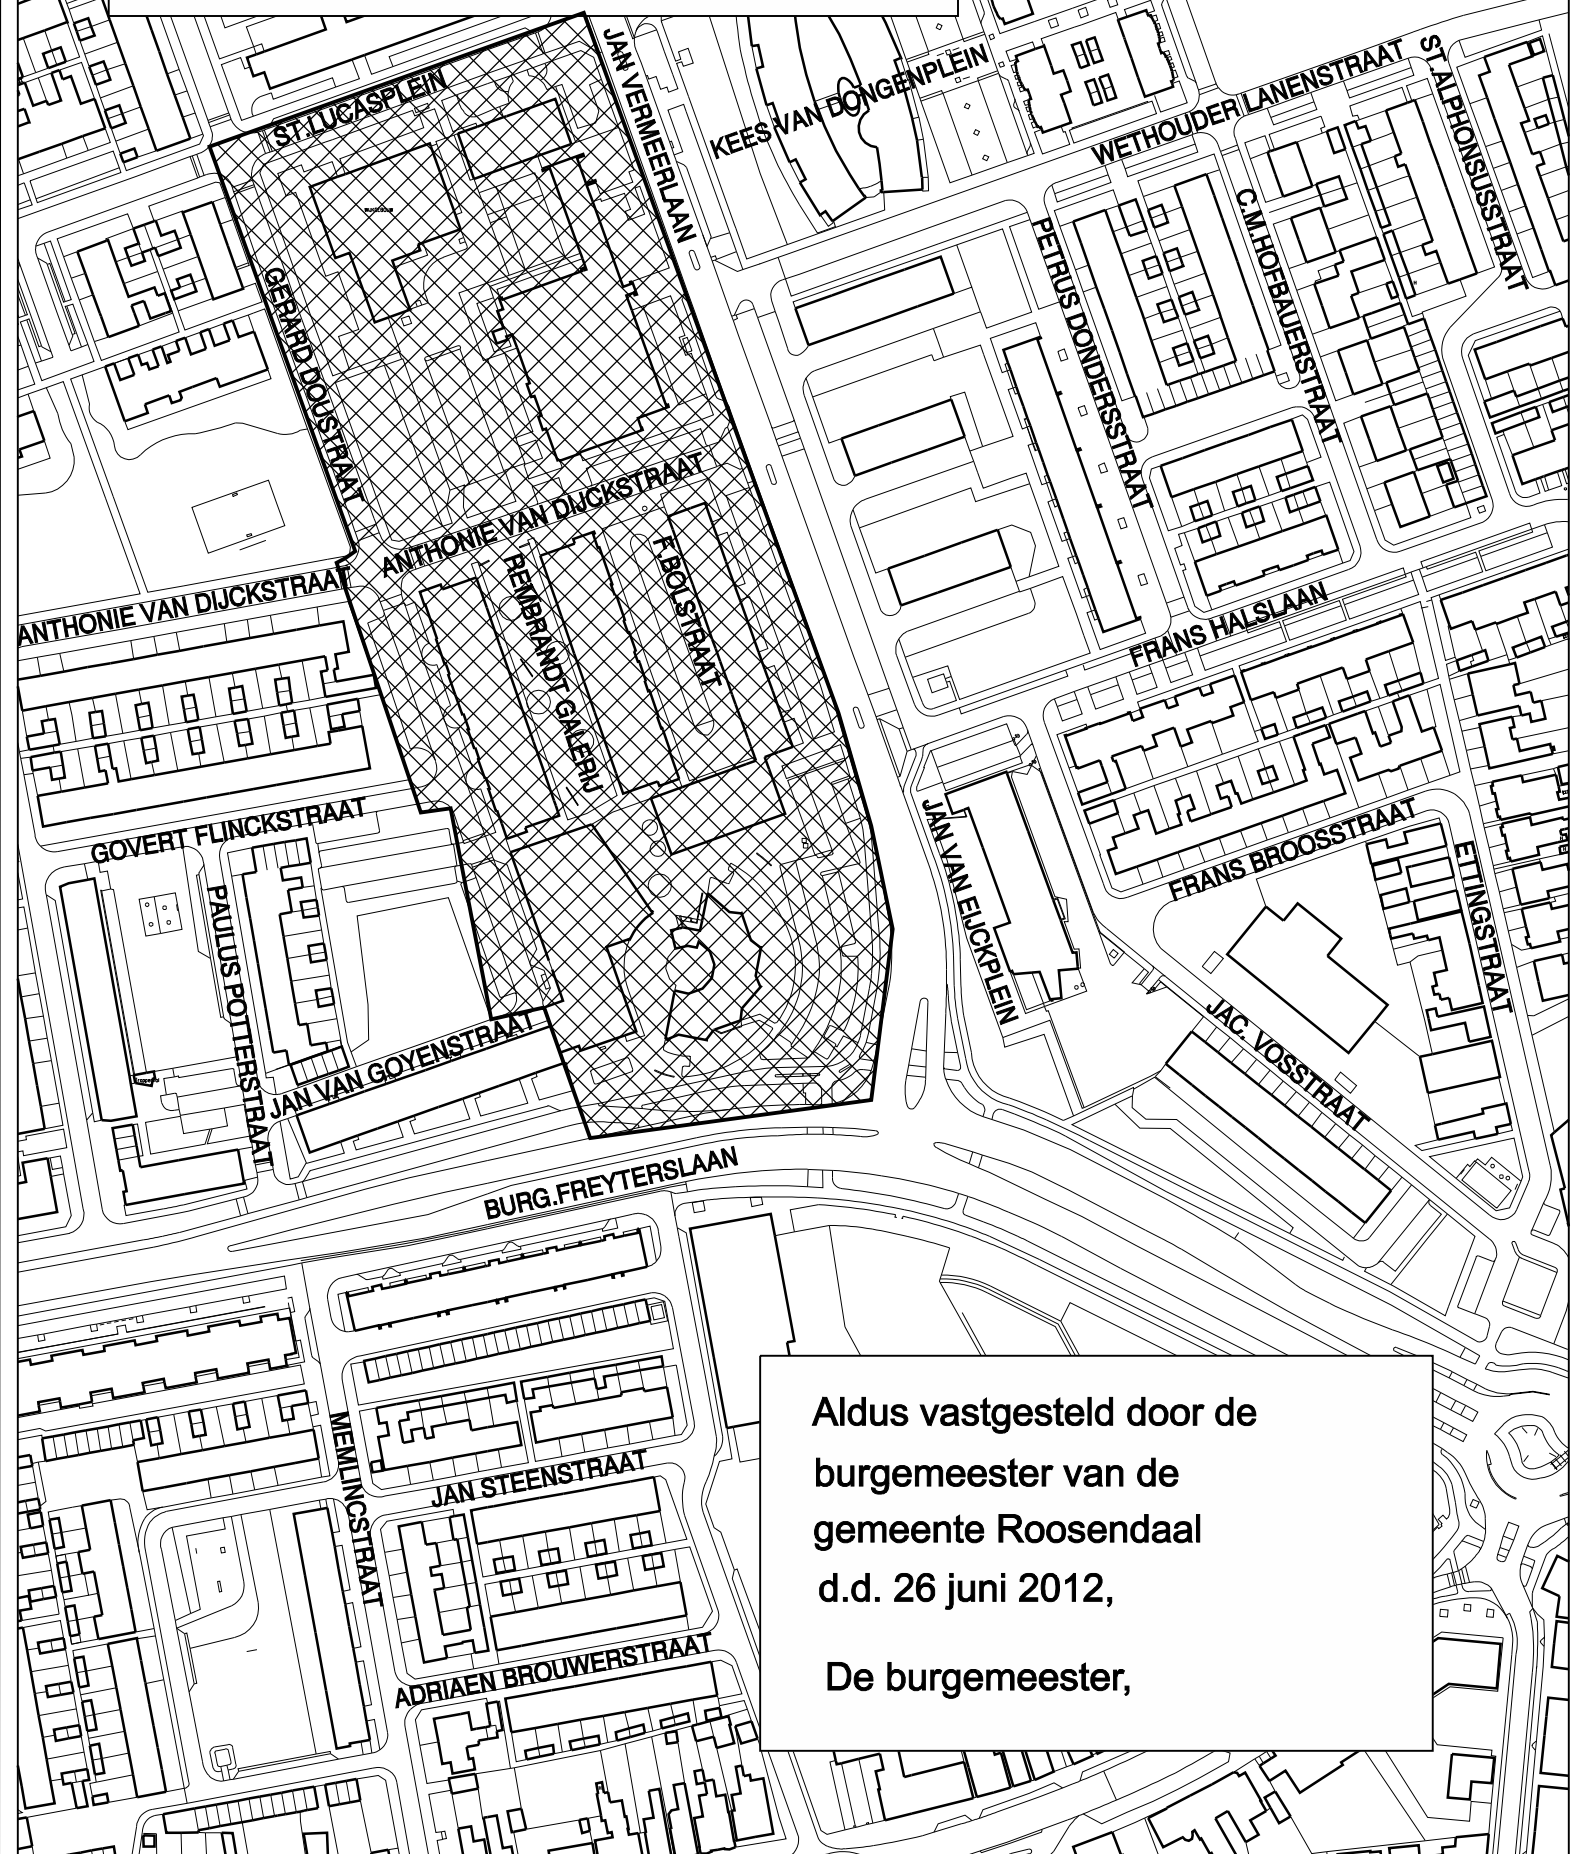 ST.LUCASPLEIN
JAN VERMEERLAAN
KEES VAN DONGENPLEIN
WETHOUDER LANENSTRAAT
ST.ALPHONSUSSTRAAT
C.M.HOFBAUERSTRAAT
PETRUS DONDERSSTRAAT
GERARD DOUSTRAAT
ANTHONIE VAN DIJCKSTRAAT
ANTHONIE VAN DIJCKSTRAAT
REMBRANDT GALERIJ
F.BOLSTRAAT
FRANS HALSLAAN
GOVERT FLINCKSTRAAT
PAULUS POTTERSTRAAT
JAN VAN EIJCKPLEIN
FRANS BROOSSTRAAT
ETTINGSTRAAT
JAN VAN GOYENSTRAAT
JAC. VOSSTRAAT
BURG.FREYTERSLAAN
MEMLINGSTRAAT
JAN STEENSTRAAT
ADRIAEN BROUWERSTRAAT
Aldus vastgesteld door de
burgemeester van de
gemeente Roosendaal
d.d. 26 juni 2012,
De burgemeester,